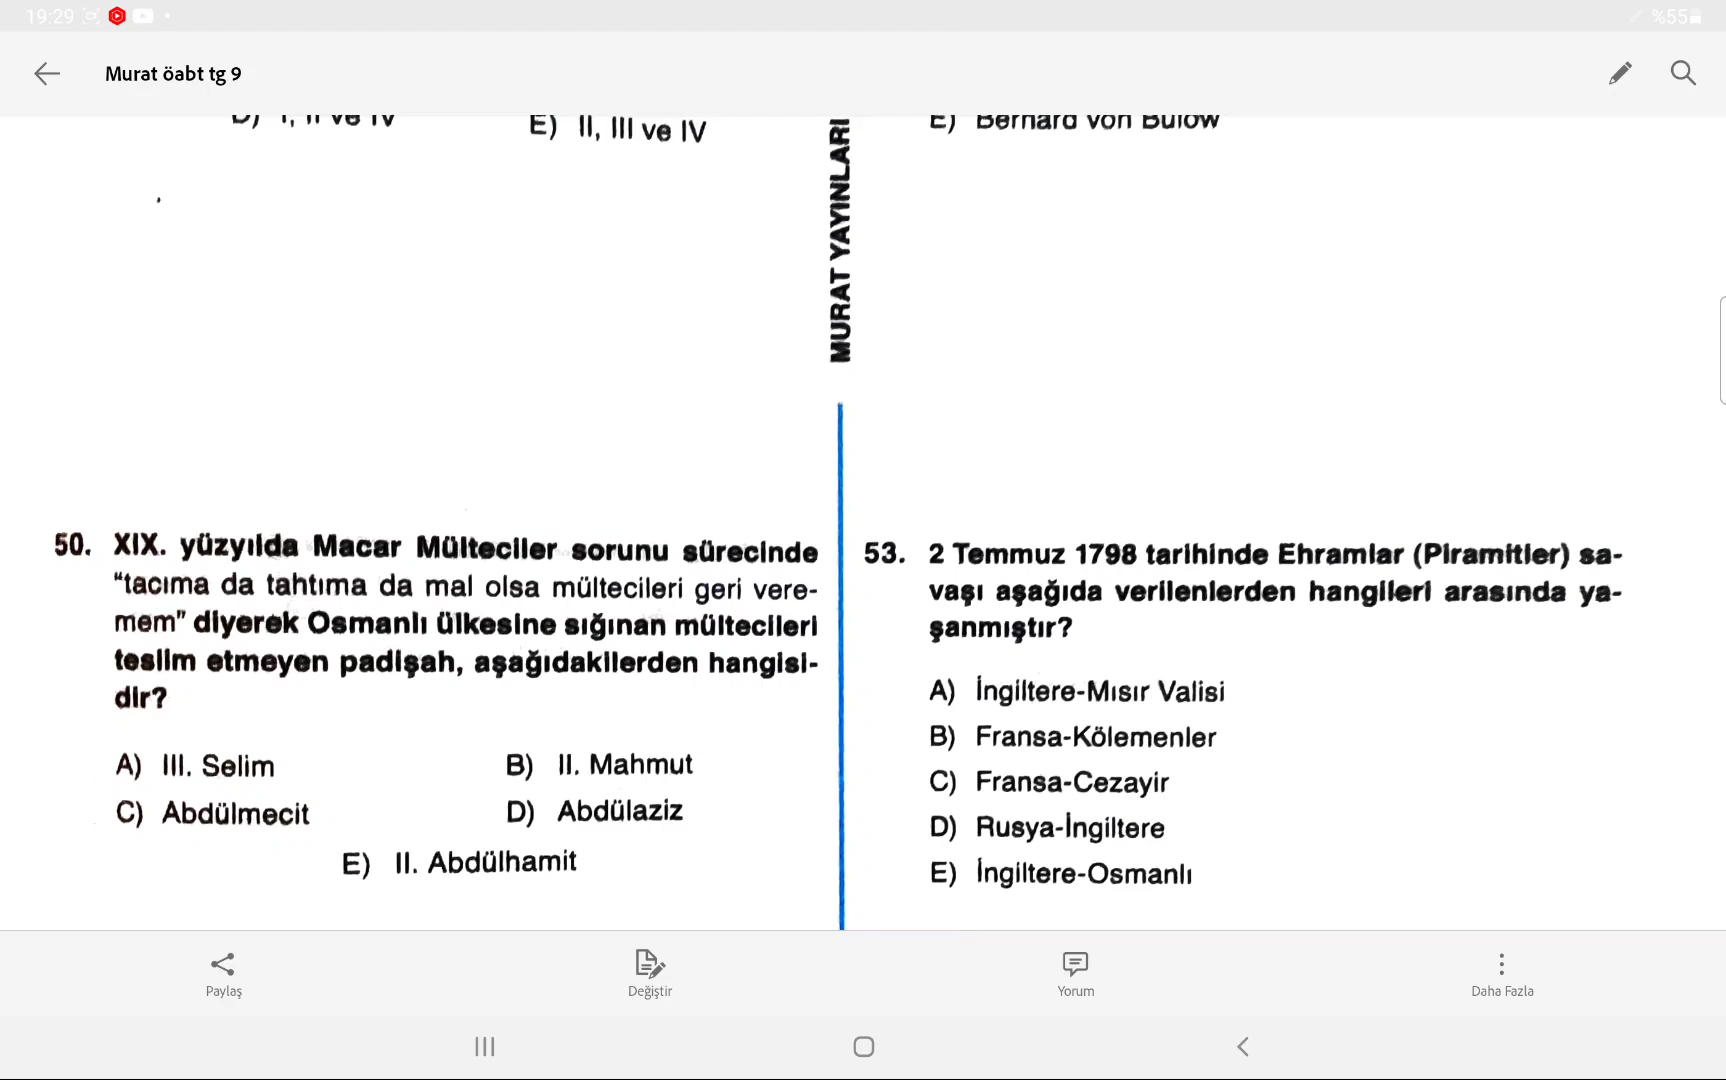 19:29
%55
Murat öabt tg 9
D) I, II ve IV
E) II, III ve IV
E) Bernard von Bülow
MURAT YAYINLARI
50. XIX. yüzyılda Macar Mülteciler sorunu sürecinde
“tacıma da tahtıma da mal olsa mültecileri geri vere-
mem” diyerek Osmanlı ülkesine sığınan mültecileri
teslim etmeyen padişah, aşağıdakilerden hangisi-
dir?
A) III. Selim
B) II. Mahmut
C) Abdülmecit
D) Abdülaziz
E) II. Abdülhamit
53. 2 Temmuz 1798 tarihinde Ehramlar (Piramitler) sa-
vaşı aşağıda verilenlerden hangileri arasında ya-
şanmıştır?
A) İngiltere-Mısır Valisi
B) Fransa-Kölemenler
C) Fransa-Cezayir
D) Rusya-İngiltere
E) İngiltere-Osmanlı
Paylaş
Değiştir
Yorum
Daha Fazla